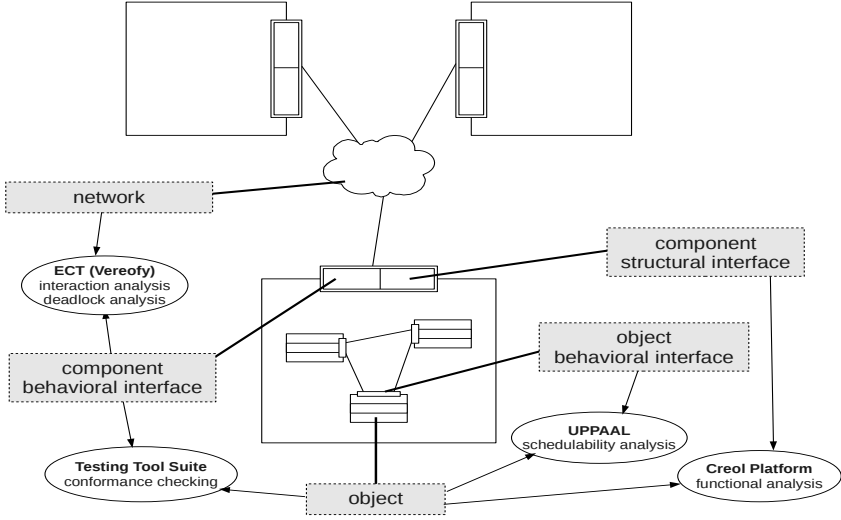 network
ECT (Vereofy)
interaction analysis
deadlock analysis
component
structural interface
object
behavioral interface
component
behavioral interface
UPPAAL
schedulability analysis
Testing Tool Suite
conformance checking
Creol Platform
functional analysis
object